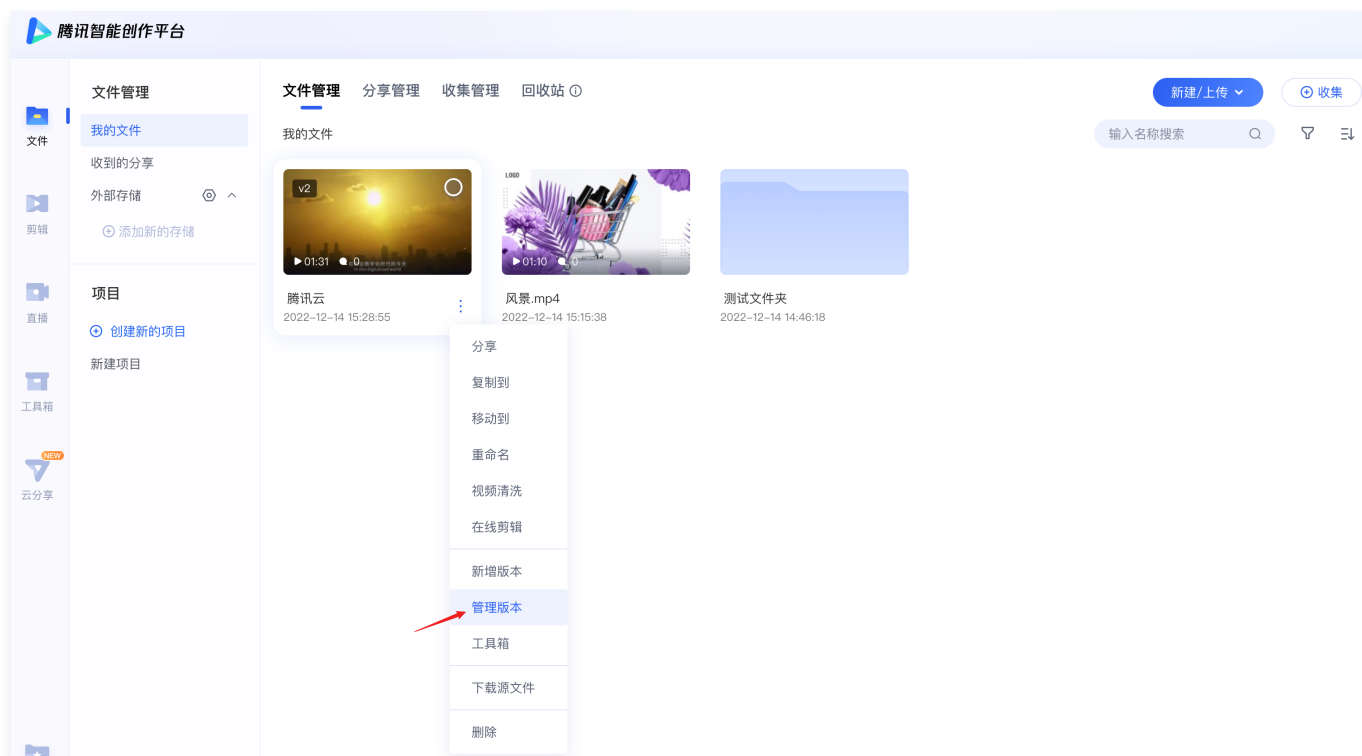 腾讯智能创作平台
文件
剪辑
直播
工具箱
NEW
云分享
文件管理
我的文件
收到的分享
外部存储
添加新的存储
项目
创建新的项目
新建项目
文件管理 分享管理 收集管理 回收站
新建/上传
收集
我的文件
输入名称搜索
v2
01:31 0
腾讯云
2022-12-14 15:28:55
LOGO
01:10 0
风景.mp4
2022-12-14 15:15:38
测试文件夹
2022-12-14 14:46:18
分享
复制到
移动到
重命名
视频清洗
在线剪辑
新增版本
管理版本
工具箱
下载源文件
删除